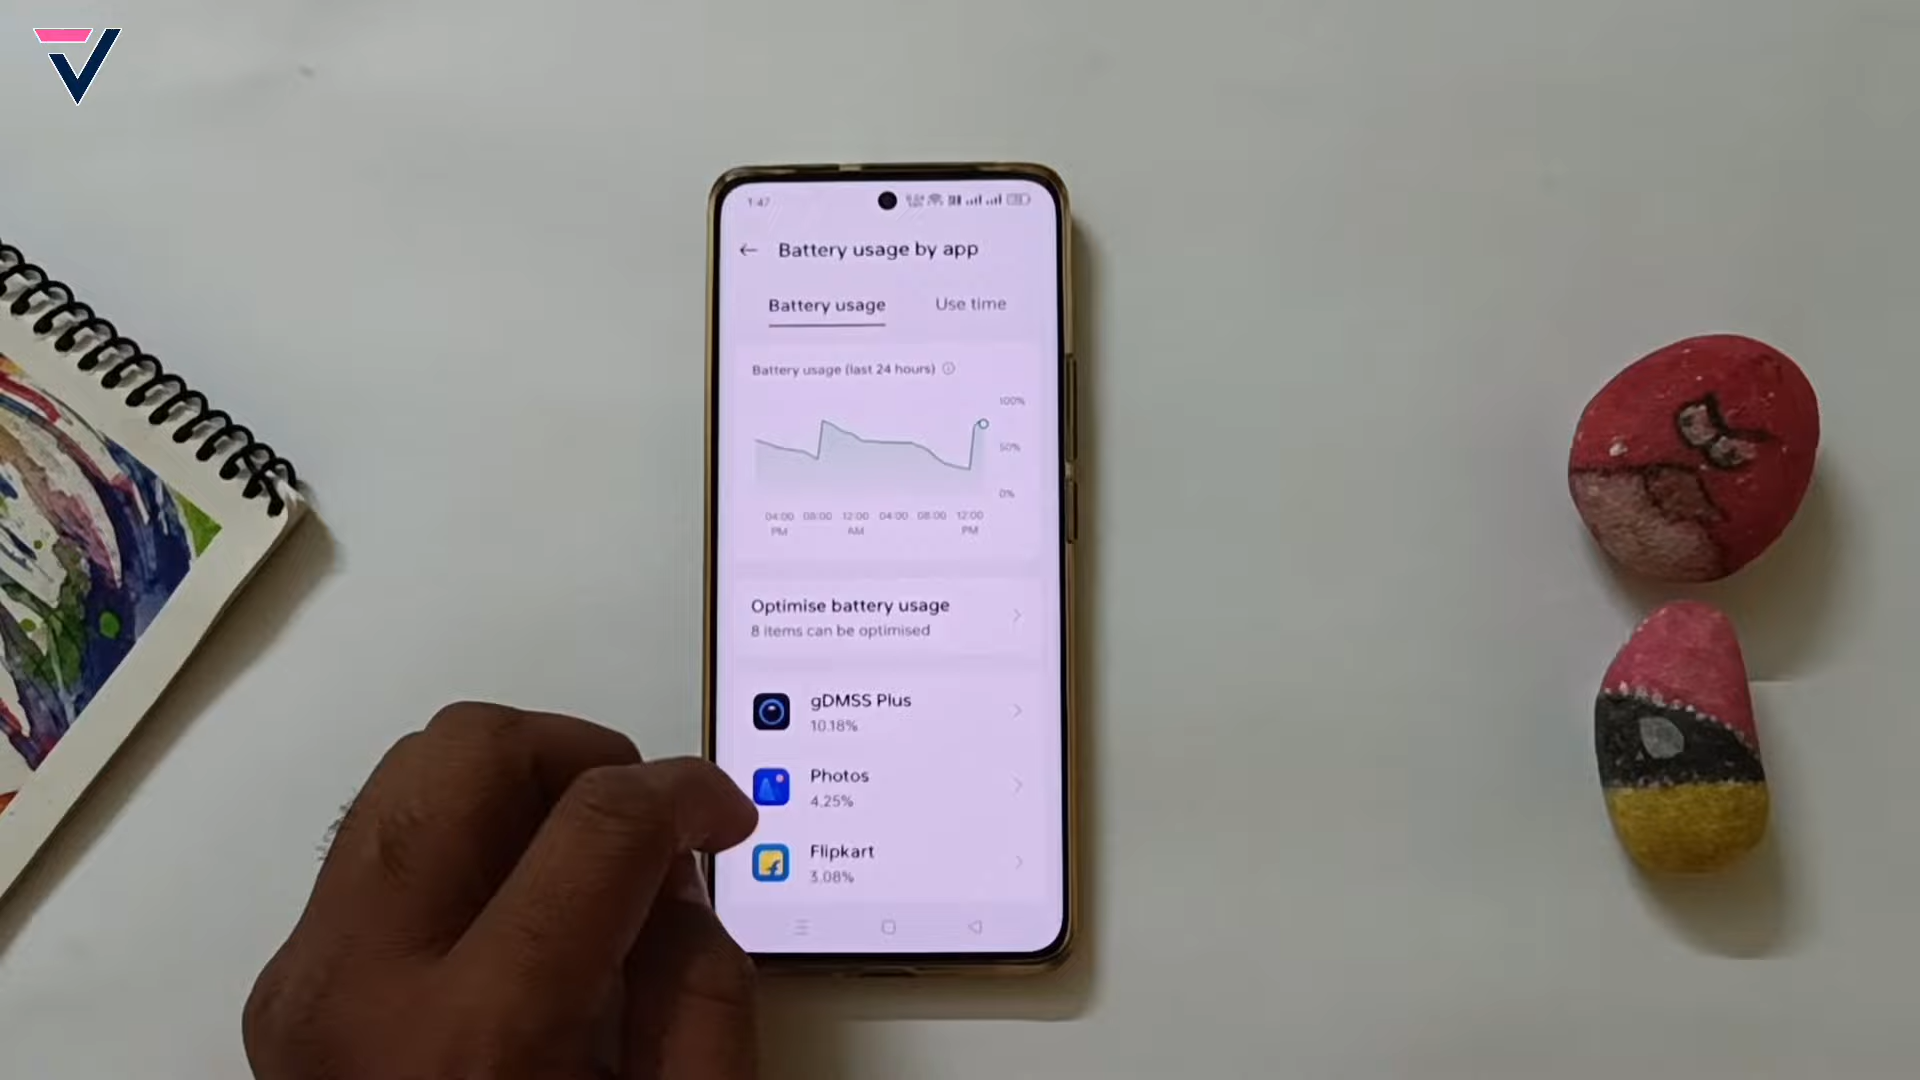 1:47
Battery usage by app
Battery usage
Use time
Battery usage (last 24 hours)
100%
50%
0%
04:00 08:00 12:00 04:00 08:00 12:00
PM AM PM
Optimise battery usage
8 items can be optimised
gDMSS Plus
10.18%
Photos
4.25%
Flipkart
3.08%